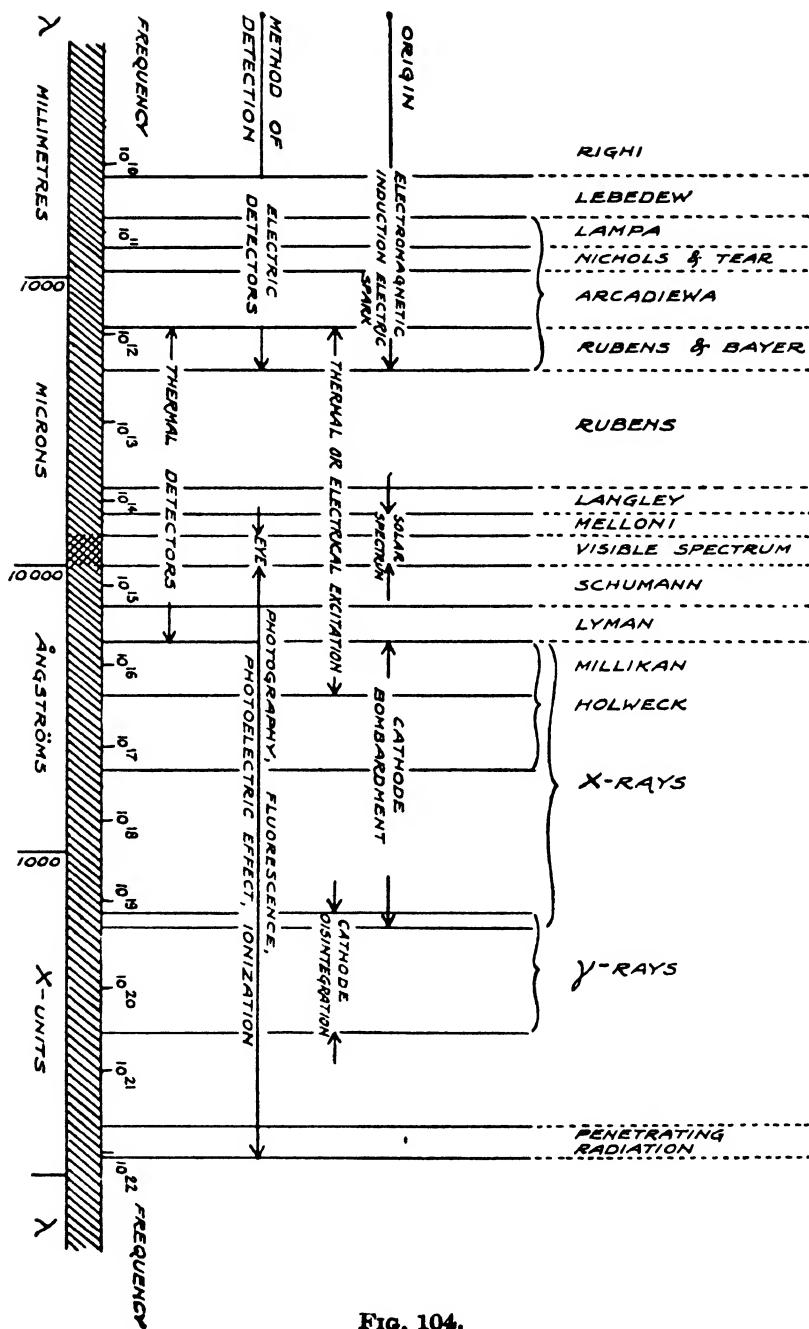 λ
MILLIMETRES
1000
MICRONS
10000
ÅNGSTRÖMS
1000
X-UNITS
λ
FREQUENCY
10^10
10^11
10^12
10^13
10^14
10^15
10^16
10^17
10^18
10^19
10^20
10^21
10^22
FREQUENCY
METHOD OF
DETECTION
ELECTRIC
DETECTORS
THERMAL DETECTORS
EYE
PHOTOGRAPHY, FLUORESCENCE,
PHOTOELECTRIC EFFECT, IONIZATION
ORIGIN
ELECTROMAGNETIC
INDUCTION ELECTRIC
SPARK
THERMAL OR ELECTRICAL EXCITATION
SOLAR
SPECTRUM
CATHODE
BOMBARDMENT
CATHODE
DISINTEGRATION
RIGHI
LEBEDEW
LAMPA
NICHOLS & TEAR
ARCADIEWA
RUBENS & BAYER
RUBENS
LANGLEY
MELLONI
VISIBLE SPECTRUM
SCHUMANN
LYMAN
MILLIKAN
HOLWECK
X-RAYS
γ-RAYS
PENETRATING
RADIATION
FIG. 104.